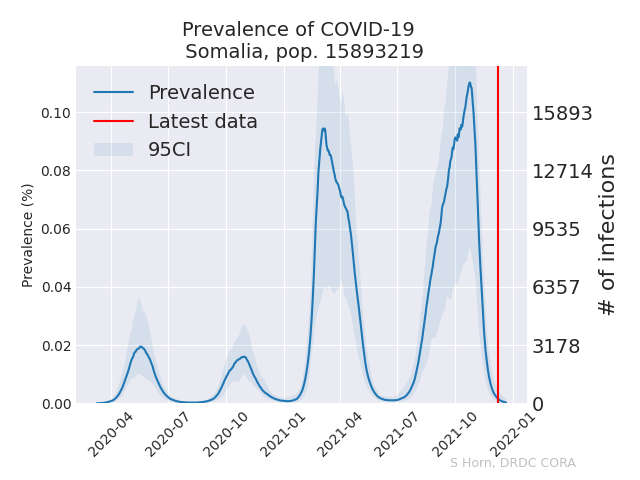 Prevalence of COVID-19
Somalia, pop. 15893219
Prevalence
Latest data
95CI
Prevalence (%)
0.10
0.08
0.06
0.04
0.02
0.00
15893
12714
9535
6357
3178
0
# of infections
2020-04
2020-07
2020-10
2021-01
2021-04
2021-07
2021-10
2022-01
S Horn, DRDC CORA